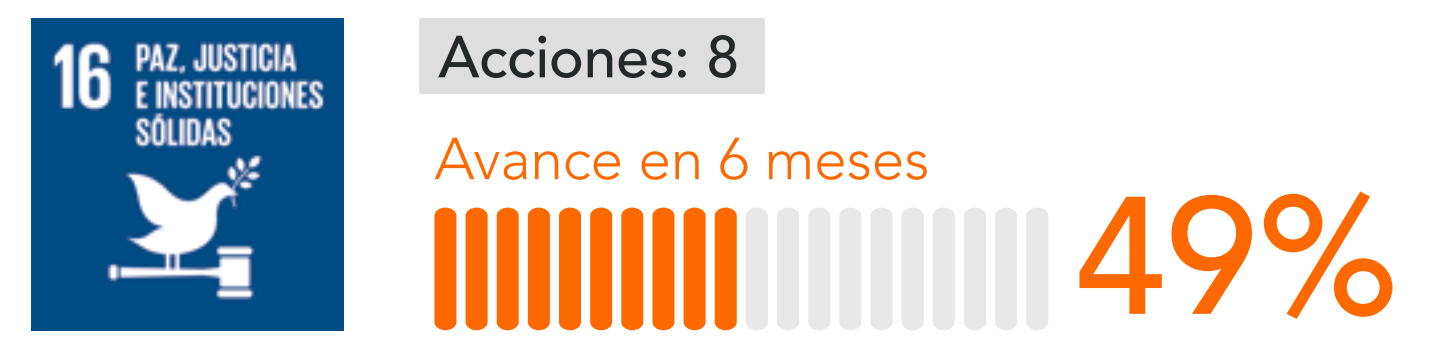 16
PAZ, JUSTICIA
E INSTITUCIONES
SÓLIDAS
Acciones: 8
Avance en 6 meses
49%